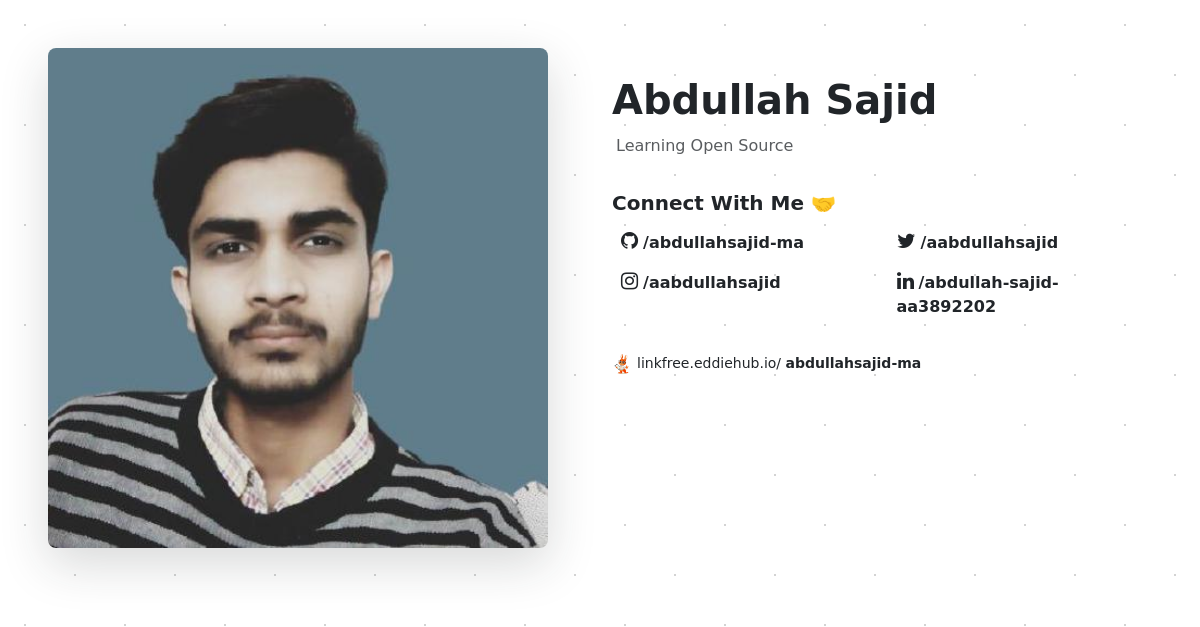 Abdullah Sajid
Learning Open Source
Connect With Me 🤝
/abdullahsajid-ma
/aabdullahsajid
/aabdullahsajid
/abdullah-sajid-
aa3892202
linkfree.eddiehub.io/ abdullahsajid-ma